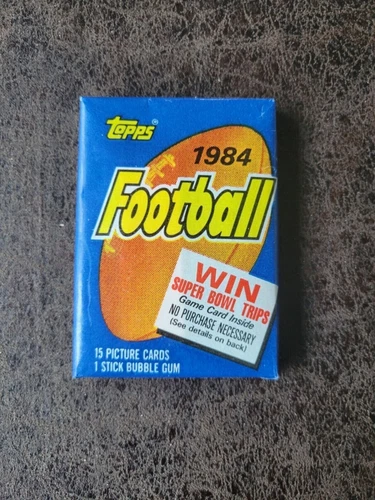 Topps®
1984
Football
WIN
SUPER BOWL TRIPS
Game Card Inside
NO PURCHASE NECESSARY
(See details on back)
15 PICTURE CARDS
1 STICK BUBBLE GUM